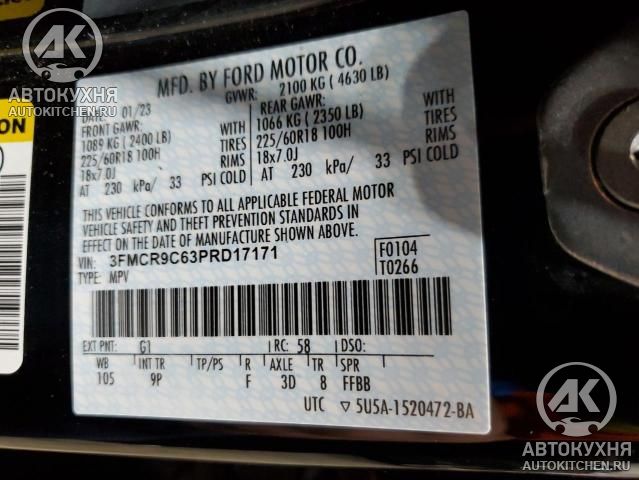 АК
АВТОКУХНЯ
AUTOKITCHEN.RU
MFD. BY FORD MOTOR CO.
DATE: 01/23
GVWR: 2100 KG ( 4630 LB)
FRONT GAWR:
REAR GAWR:
1089 KG ( 2400 LB) WITH
1066 KG ( 2350 LB) WITH
225/60R18 100H TIRES
225/60R18 100H TIRES
18x7.0J RIMS
18x7.0J RIMS
AT 230 kPa/ 33 PSI COLD
AT 230 kPa/ 33 PSI COLD
THIS VEHICLE CONFORMS TO ALL APPLICABLE FEDERAL MOTOR
VEHICLE SAFETY AND THEFT PREVENTION STANDARDS IN EFFECT ON THE
DATE OF MANUFACTURE SHOWN ABOVE.
VIN: 3FMCR9C63PRD17171
TYPE: MPV
F0104
T0266
EXT PNT: G1 RC: 58 DSO:
WB INT TR TP/PS R AXLE TR SPR
105 9P F 3D 8 FFBB
UTC ▽ 5U5A-1520472-BA
ION
АК
АВТОКУХНЯ
AUTOKITCHEN.RU